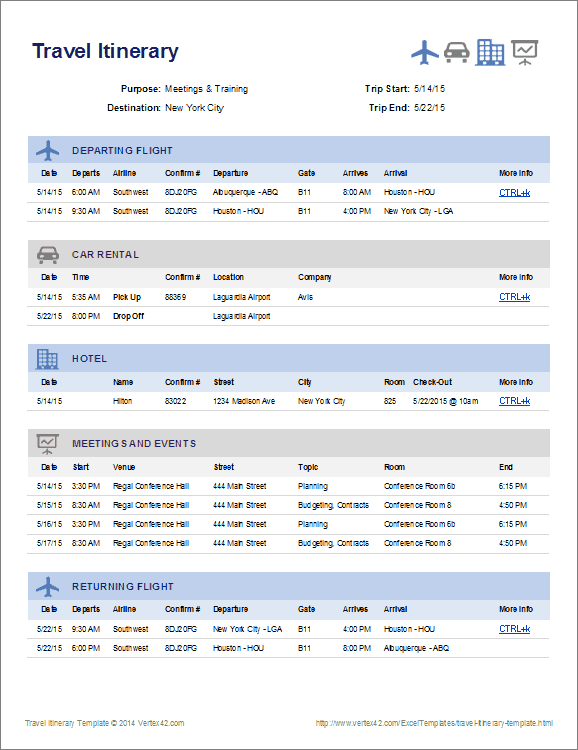 Travel Itinerary
Purpose: Meetings & Training Trip Start: 5/14/15
Destination: New York City Trip End: 5/22/15
DEPARTING FLIGHT
Date Departs Airline Confirm # Departure Gate Arrives Arrival More Info
5/14/15 6:00 AM Southwest 8DJ20FG Albuquerque - ABQ B11 8:00 AM Houston - HOU CTRL+k
5/14/15 9:30 AM Southwest 8DJ20FG Houston - HOU B11 4:00 PM New York City - LGA
CAR RENTAL
Date Time Confirm # Location Company More Info
5/14/15 5:35 AM Pick Up 88369 Laguardia Airport Avis CTRL+k
5/22/15 8:00 PM Drop Off Laguardia Airport
HOTEL
Date Name Confirm # Street City Room Check-Out More Info
5/14/15 Hilton 83022 1234 Madison Ave New York City 825 5/22/2015 @ 10am CTRL+k
MEETINGS AND EVENTS
Date Start Venue Street Topic Room End
5/14/15 3:30 PM Regal Conference Hall 444 Main Street Planning Conference Room 6b 6:15 PM
5/15/15 8:30 AM Regal Conference Hall 444 Main Street Budgeting, Contracts Conference Room 8 4:50 PM
5/16/15 3:30 PM Regal Conference Hall 444 Main Street Planning Conference Room 6b 6:15 PM
5/17/15 8:30 AM Regal Conference Hall 444 Main Street Budgeting, Contracts Conference Room 8 4:50 PM
RETURNING FLIGHT
Date Departs Airline Confirm # Departure Gate Arrives Arrival More Info
5/22/15 9:30 AM Southwest 8DJ20FG New York City - LGA B11 4:00 PM Houston - HOU CTRL+k
5/22/15 6:00 PM Southwest 8DJ20FG Houston - HOU B11 8:00 PM Albuquerque - ABQ
Travel Itinerary Template © 2014 Vertex42.com http://www.vertex42.com/ExcelTemplates/travel-itinerary-template.html